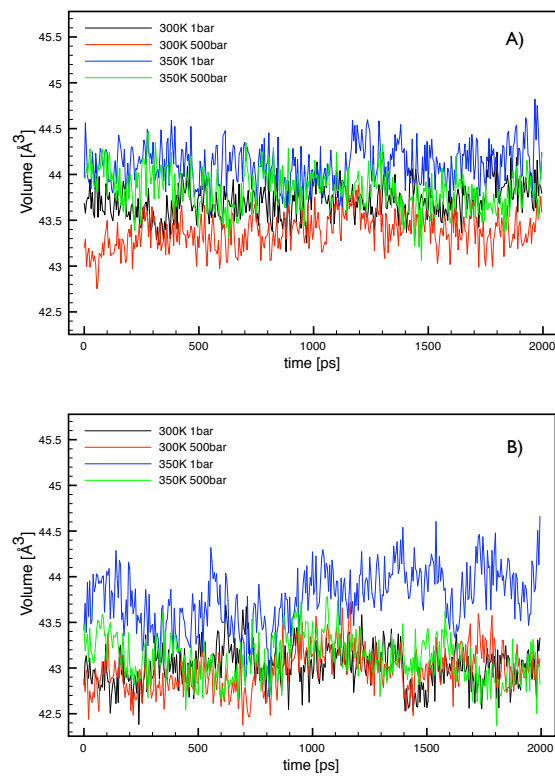 300K 1bar
300K 500bar
350K 1bar
350K 500bar
A)
45.5
45
44.5
44
43.5
43
42.5
Volume [Å³]
0 500 1000 1500 2000
time [ps]
300K 1bar
300K 500bar
350K 1bar
350K 500bar
B)
45.5
45
44.5
44
43.5
43
42.5
Volume [Å³]
0 500 1000 1500 2000
time [ps]